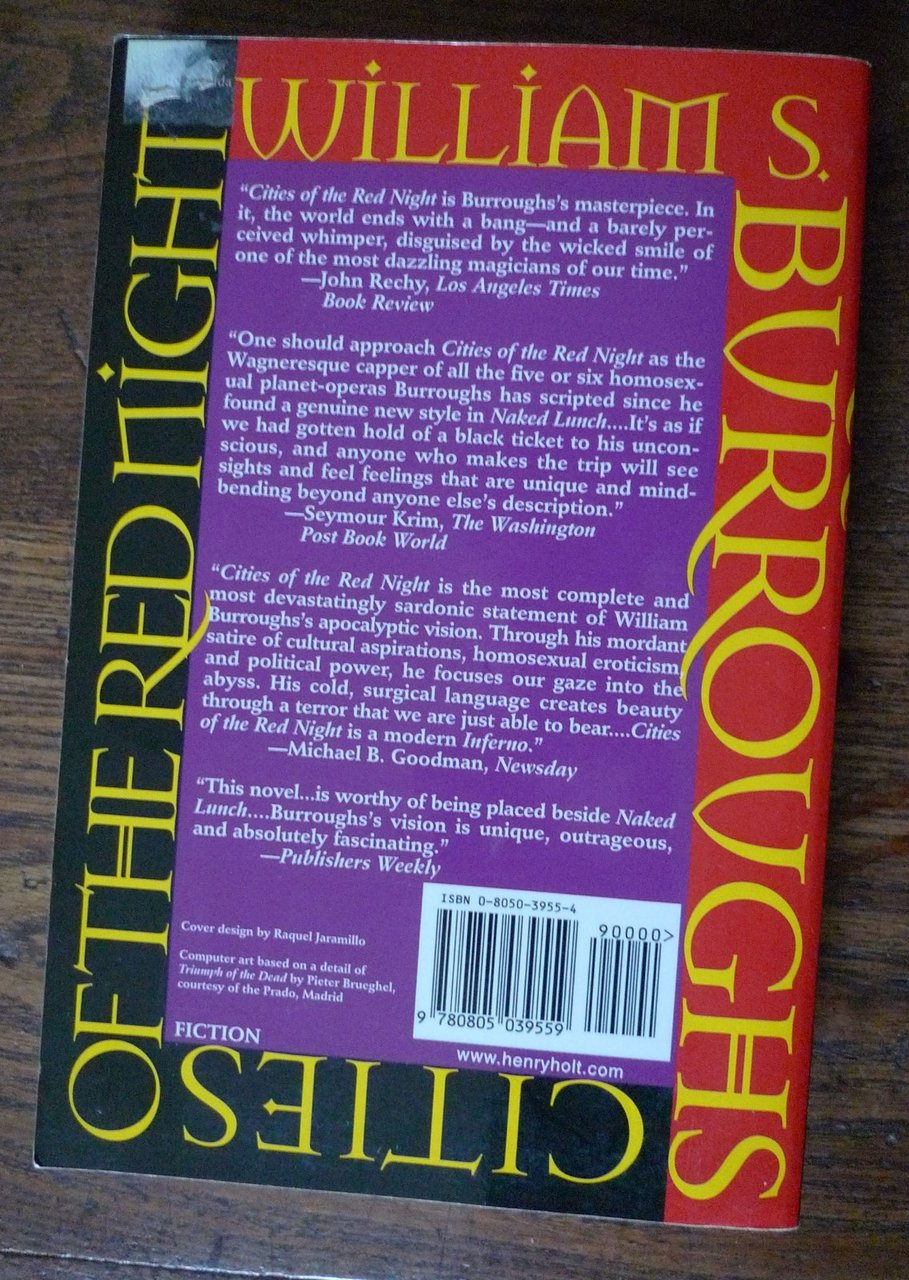 WILLIAM S.
BVRROVGHS
CITIES
OF THE RED NIGHT
“Cities of the Red Night is Burroughs’s masterpiece. In
it, the world ends with a bang—and a barely per-
ceived whimper, disguised by the wicked smile of
one of the most dazzling magicians of our time.”
—John Rechy, Los Angeles Times
Book Review
“One should approach Cities of the Red Night as the
Wagneresque capper of all the five or six homosex-
ual planet-operas Burroughs has scripted since he
found a genuine new style in Naked Lunch....It’s as if
we had gotten hold of a black ticket to his uncon-
scious, and anyone who makes the trip will see
sights and feel feelings that are unique and mind-
bending beyond anyone else’s description.”
—Seymour Krim, The Washington
Post Book World
“Cities of the Red Night is the most complete and
most devastatingly sardonic statement of William
Burroughs’s apocalyptic vision. Through his mordant
satire of cultural aspirations, homosexual eroticism,
and political power, he focuses our gaze into the
abyss. His cold, surgical language creates beauty
through a terror that we are just able to bear....Cities
of the Red Night is a modern Inferno.”
—Michael B. Goodman, Newsday
“This novel...is worthy of being placed beside Naked
Lunch....Burroughs’s vision is unique, outrageous,
and absolutely fascinating.”
—Publishers Weekly
Cover design by Raquel Jaramillo
Computer art based on a detail of
Triumph of the Dead by Pieter Brueghel,
courtesy of the Prado, Madrid
FICTION
ISBN 0-8050-3955-4
90000>
9 780805 039559
www.henryholt.com